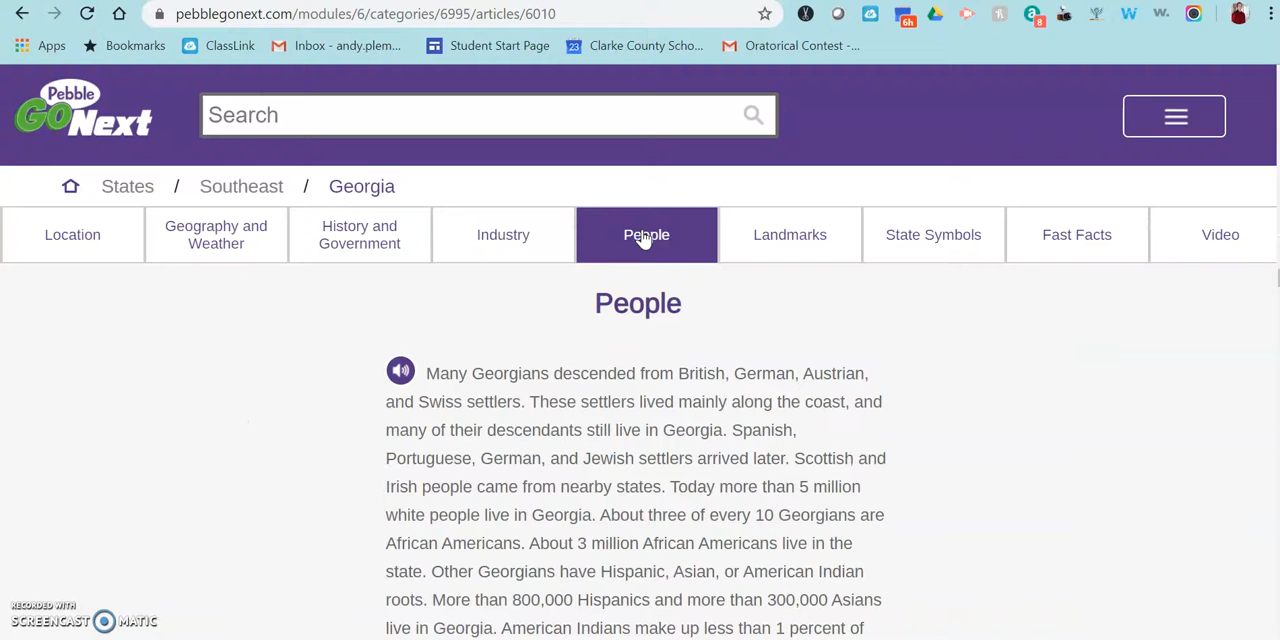 pebblegonext.com/modules/6/categories/6995/articles/6010
6h
8
Apps
Bookmarks
ClassLink
Inbox - andy.plem...
Student Start Page
23
Clarke County Scho...
Oratorical Contest -...
Pebble
GO Next
Search
States / Southeast / Georgia
Location
Geography and
Weather
History and
Government
Industry
People
Landmarks
State Symbols
Fast Facts
Video
People
Many Georgians descended from British, German, Austrian,
and Swiss settlers. These settlers lived mainly along the coast, and
many of their descendants still live in Georgia. Spanish,
Portuguese, German, and Jewish settlers arrived later. Scottish and
Irish people came from nearby states. Today more than 5 million
white people live in Georgia. About three of every 10 Georgians are
African Americans. About 3 million African Americans live in the
state. Other Georgians have Hispanic, Asian, or American Indian
roots. More than 800,000 Hispanics and more than 300,000 Asians
live in Georgia. American Indians make up less than 1 percent of
RECORDED WITH
SCREENCAST MATIC